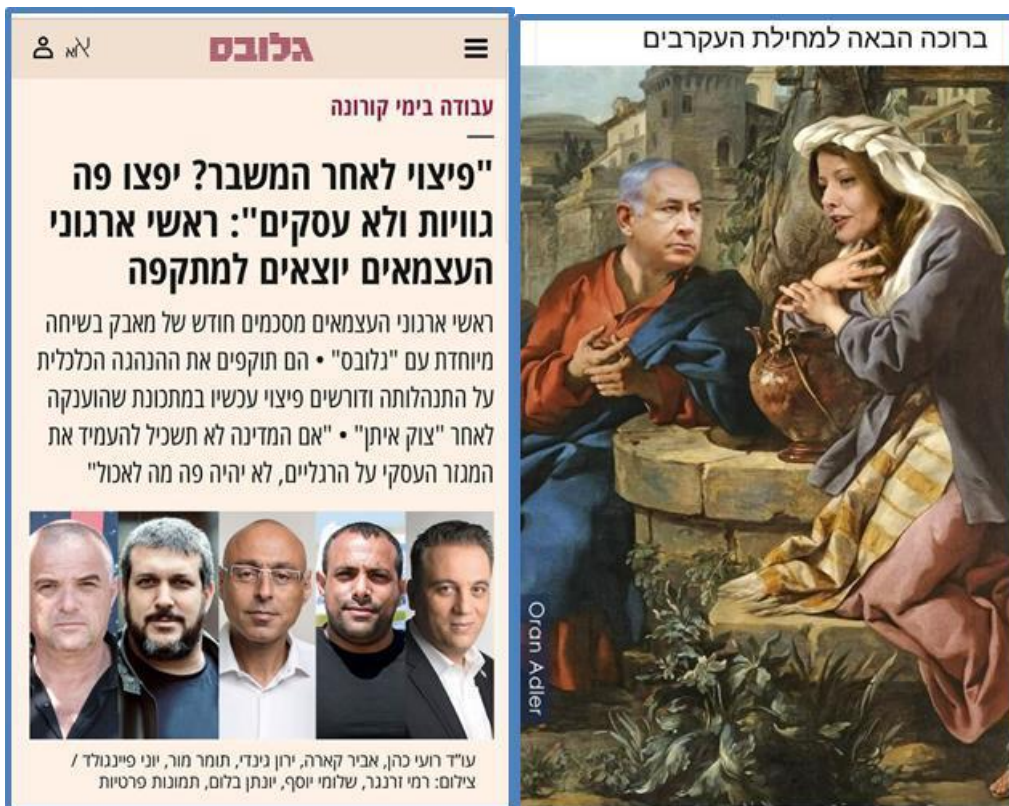 גלובס
עבודה בימי קורונה
"פיצוי לאחר המשבר? יפצו פה
גוויות ולא עסקים": ראשי ארגוני
העצמאים יוצאים למתקפה
ראשי ארגוני העצמאים מסכמים חודש של מאבק בשיחה
מיוחדת עם "גלובס" • הם תוקפים את ההנהגה הכלכלית
על התנהלותה ודורשים פיצוי עכשיו במתכונת שהוענקה
לאחר "צוק איתן" • "אם המדינה לא תשכיל להעמיד את
המגזר העסקי על הרגליים, לא יהיה פה מה לאכול"
עו"ד רועי כהן, אביר קארה, ירון גינדי, תומר מור, יוני פיינגולד /
צילום: רמי זרנגר, שלומי יוסף, יונתן בלום, תמונות פרטיות
ברוכה הבאה למחילת העקרבים
Oran Adler